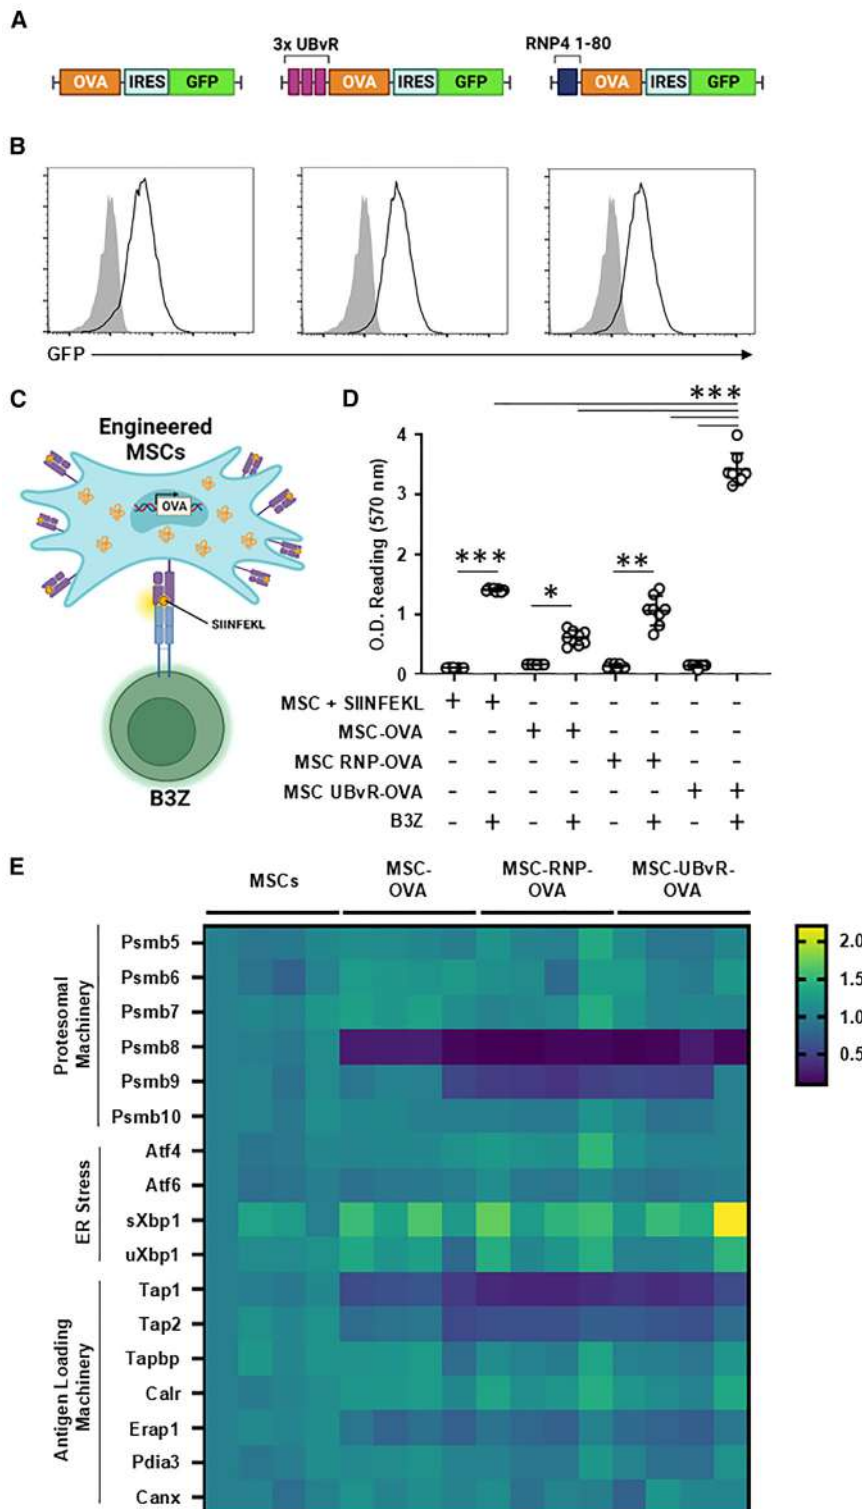 A
3x UBvR
RNP4 1-80
OVA IRES GFP
OVA IRES GFP
OVA IRES GFP
B
GFP
C
Engineered
MSCs
OVA
SIINFEKL
B3Z
D
***
4
3
2
1
0
O.D. Reading (570 nm)
***
*
**
MSC + SIINFEKL + + - - - - - -
MSC-OVA - - + + - - - -
MSC RNP-OVA - - - - + + - -
MSC UBvR-OVA - - - - - - + +
B3Z - + - + - + - +
E
MSCs
MSC-
OVA
MSC-RNP-
OVA
MSC-UBvR-
OVA
Protesomal
Machinery
Psmb5
Psmb6
Psmb7
Psmb8
Psmb9
Psmb10
ER Stress
Atf4
Atf6
sXbp1
uXbp1
Antigen Loading
Machinery
Tap1
Tap2
Tapbp
Calr
Erap1
Pdia3
Canx
2.0
1.5
1.0
0.5